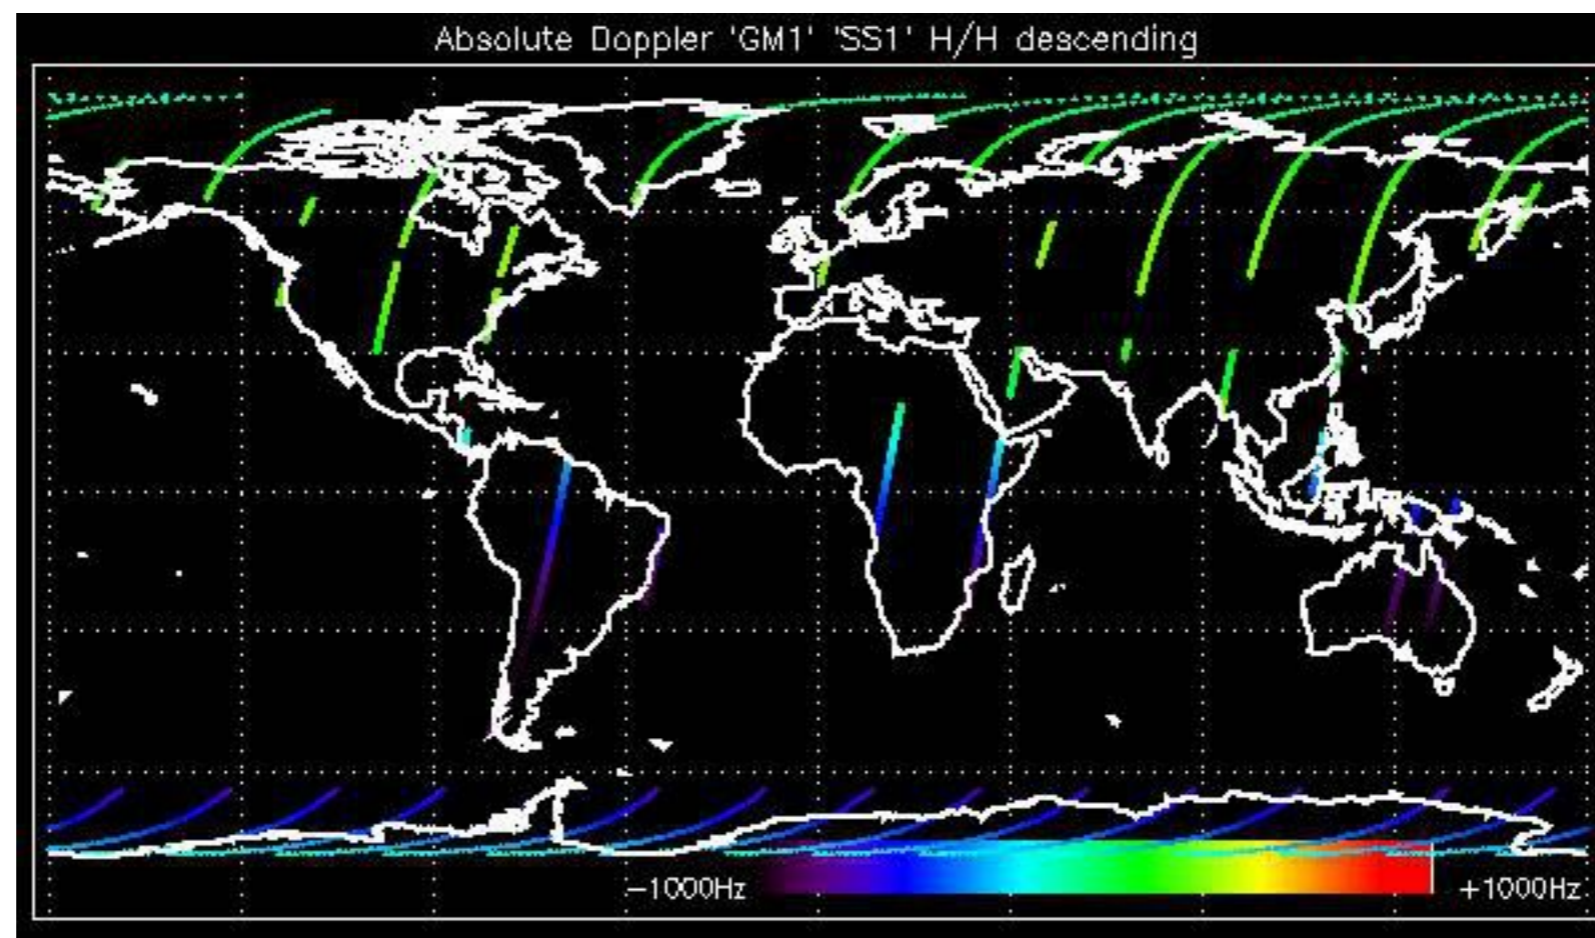 Absolute Doppler 'GM1' 'SS1' H/H descending
-1000Hz
+1000Hz